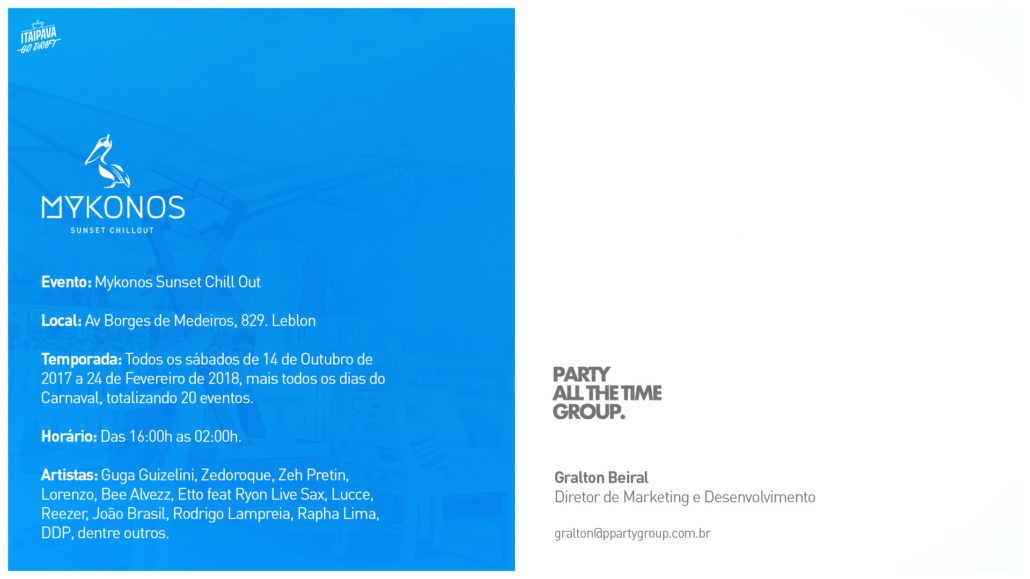 ITAIPAVA
GO DRAFT
MYKONOS
SUNSET CHILLOUT
Evento: Mykonos Sunset Chill Out
Local: Av Borges de Medeiros, 829. Leblon
Temporada: Todos os sábados de 14 de Outubro de
2017 a 24 de Fevereiro de 2018, mais todos os dias do
Carnaval, totalizando 20 eventos.
Horário: Das 16:00h as 02:00h.
Artistas: Guga Guizelini, Zedoroque, Zeh Pretin,
Lorenzo, Bee Alvezz, Etto feat Ryon Live Sax, Lucce,
Reezer, João Brasil, Rodrigo Lampreia, Rapha Lima,
DDP, dentre outros.
PARTY
ALL THE TIME
GROUP.
Gralton Beiral
Diretor de Marketing e Desenvolvimento
gralton@ppartygroup.com.br